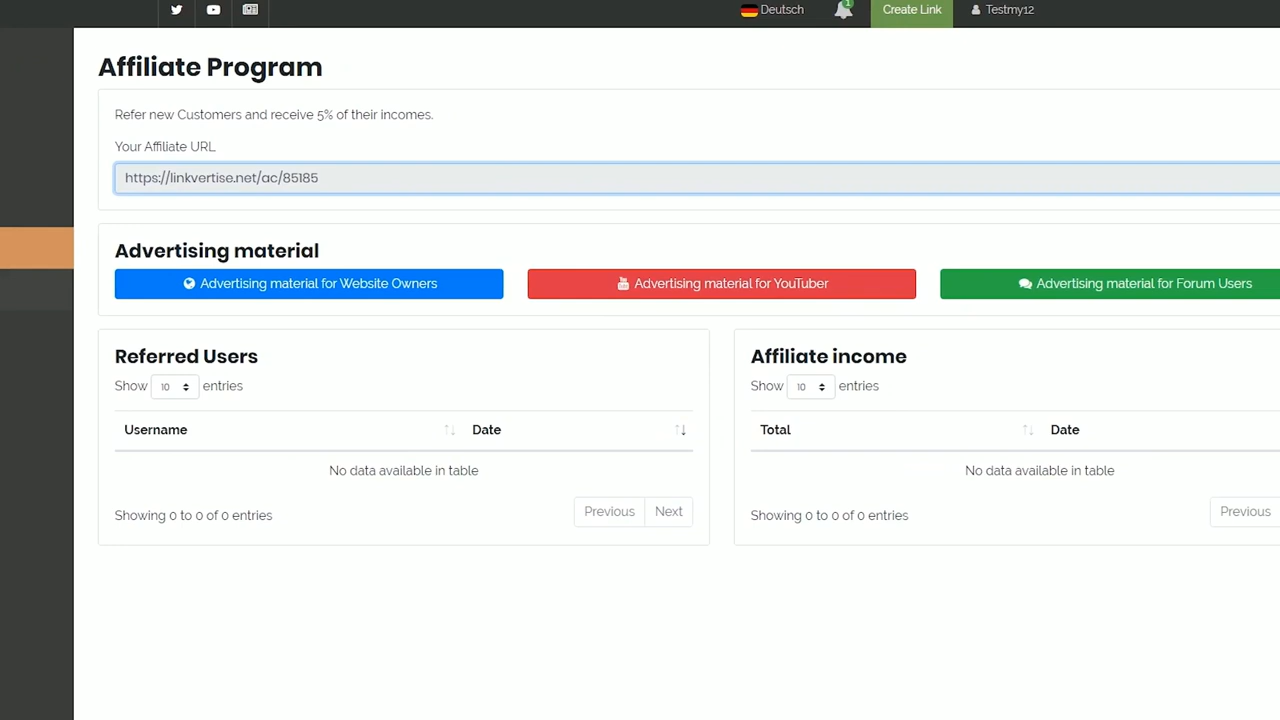 Deutsch
1
Create Link
Testmy12
Affiliate Program
Refer new Customers and receive 5% of their incomes.
Your Affiliate URL
https://linkvertise.net/ac/85185
Advertising material
Advertising material for Website Owners
Advertising material for YouTuber
Advertising material for Forum Users
Referred Users
Show 10 entries
Username
Date
No data available in table
Showing 0 to 0 of 0 entries
Previous
Next
Affiliate income
Show 10 entries
Total
Date
No data available in table
Showing 0 to 0 of 0 entries
Previous